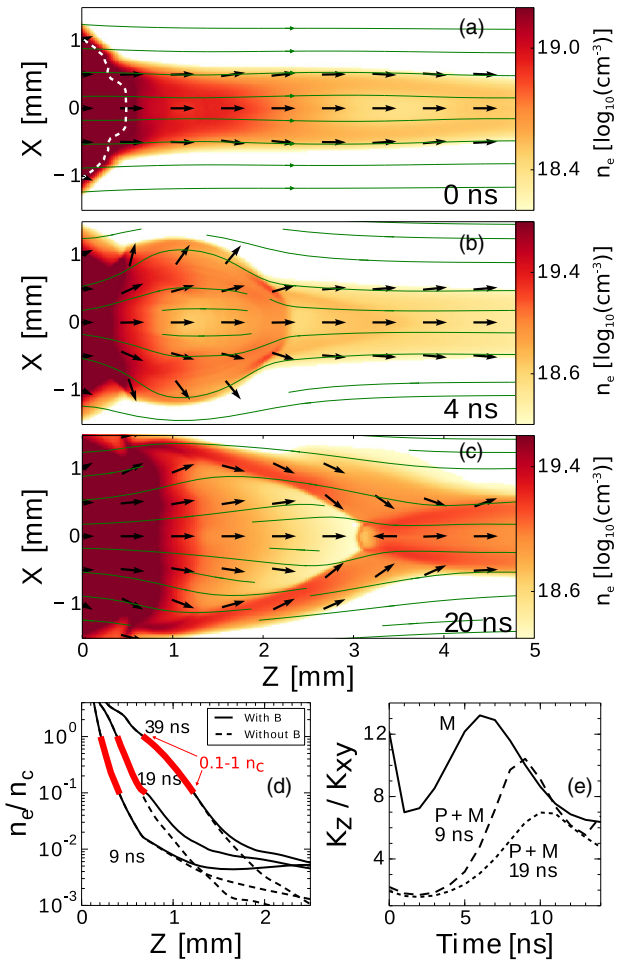 (a)
1
0
− 1
X [mm]
0 ns
19.0
18.4
n_e [log_10(cm^-3)]
(b)
1
0
− 1
X [mm]
4 ns
19.4
18.6
n_e [log_10(cm^-3)]
(c)
1
0
− 1
X [mm]
20 ns
19.4
18.6
n_e [log_10(cm^-3)]
0 1 2 3 4 5
Z [mm]
With B
Without B
39 ns
19 ns
9 ns
0.1-1 n_c
(d)
10^0
10^-1
10^-2
10^-3
n_e/n_c
0 1 2
Z [mm]
M
P + M
9 ns
P + M
19 ns
(e)
12
8
4
K_z / K_xy
0 5 10
Time [ns]